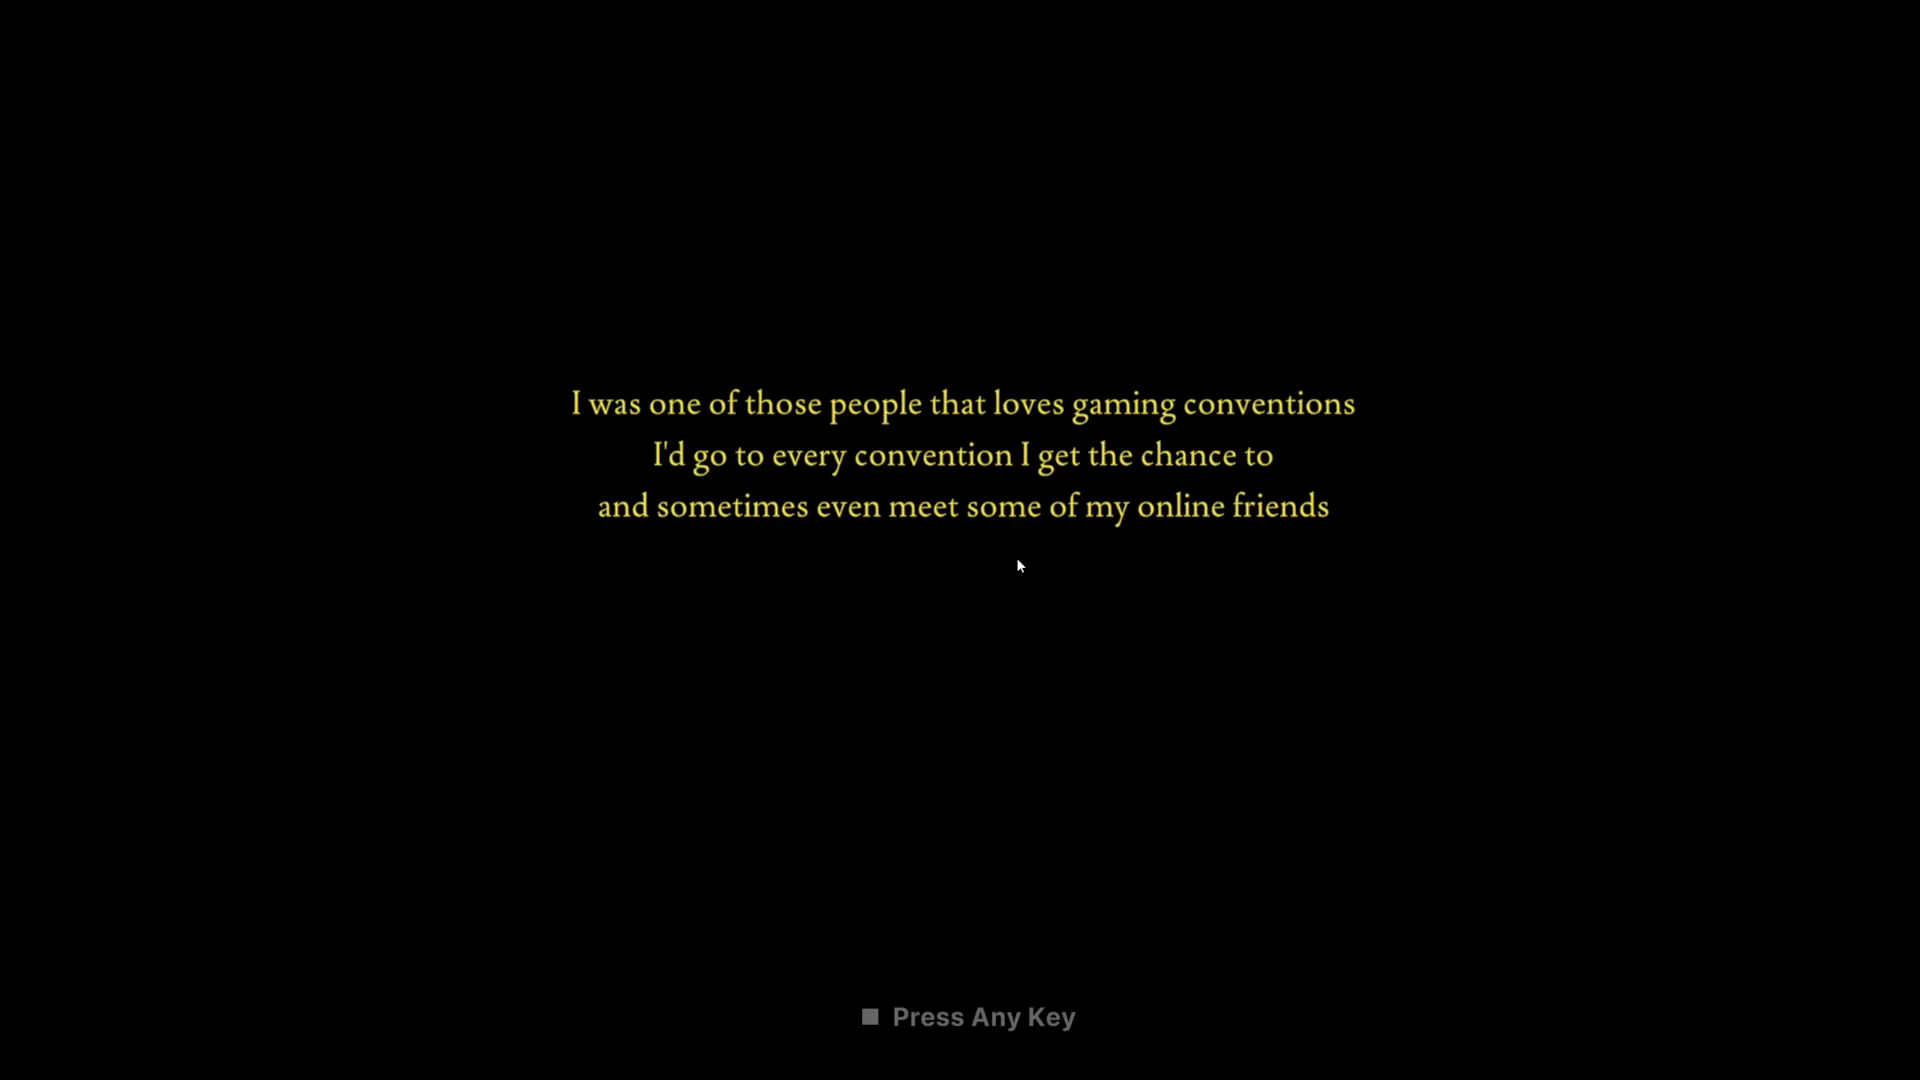 I was one of those people that loves gaming conventions
I'd go to every convention I get the chance to
and sometimes even meet some of my online friends
Press Any Key